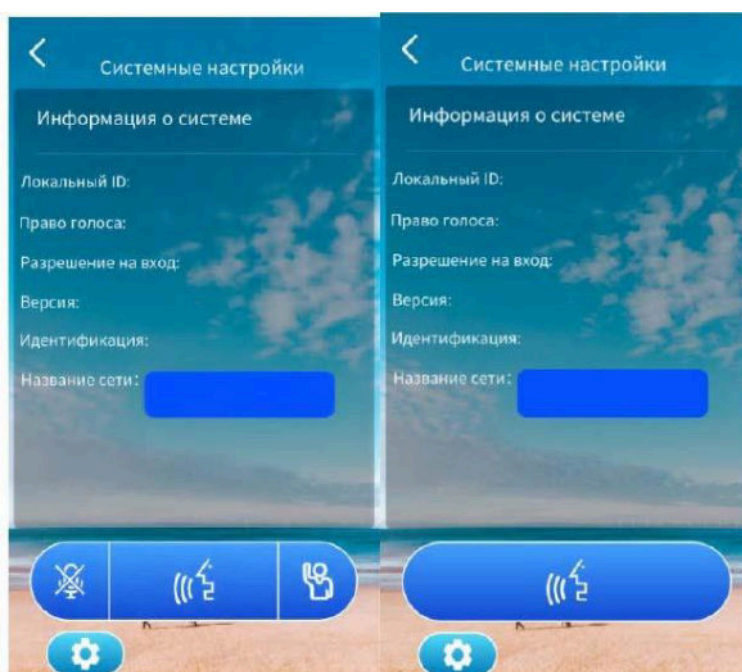 Системные настройки
Информация о системе
Локальный ID:
Право голоса:
Разрешение на вход:
Версия:
Идентификация:
Название сети:
Системные настройки
Информация о системе
Локальный ID:
Право голоса:
Разрешение на вход:
Версия:
Идентификация:
Название сети: